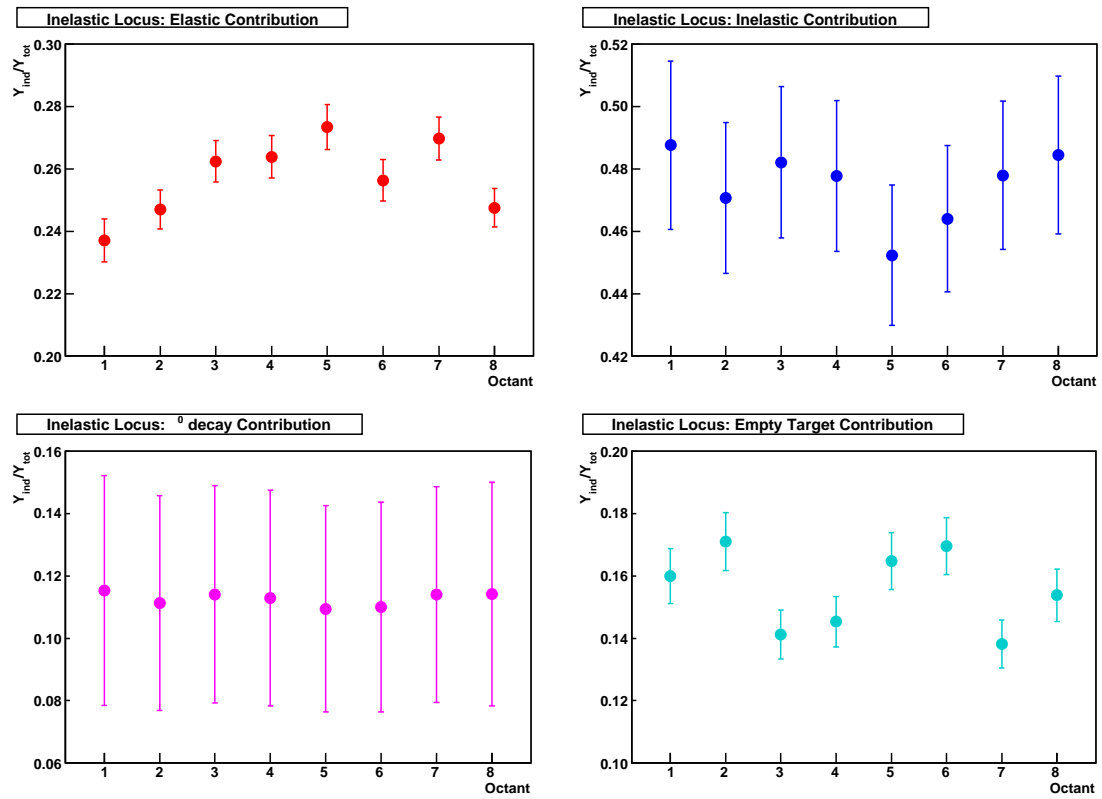 Inelastic Locus: Elastic Contribution
Y_ind/Y_tot
0.30
0.28
0.26
0.24
0.22
0.20
1 2 3 4 5 6 7 8
Octant
Inelastic Locus: Inelastic Contribution
Y_ind/Y_tot
0.52
0.50
0.48
0.46
0.44
0.42
1 2 3 4 5 6 7 8
Octant
Inelastic Locus: ⁰ decay Contribution
Y_ind/Y_tot
0.16
0.14
0.12
0.10
0.08
0.06
1 2 3 4 5 6 7 8
Octant
Inelastic Locus: Empty Target Contribution
Y_ind/Y_tot
0.20
0.18
0.16
0.14
0.12
0.10
1 2 3 4 5 6 7 8
Octant